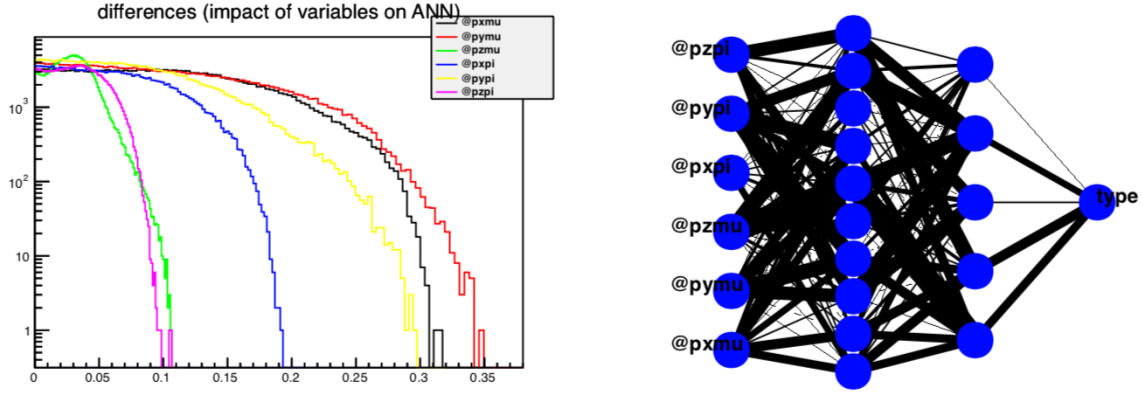 differences (impact of variables on ANN)
@pxmu
@pymu
@pzmu
@pxpi
@pypi
@pzpi
10³
10²
10
1
0 0.05 0.1 0.15 0.2 0.25 0.3 0.35
@pzpi
@pypi
@pxpi
@pzmu
@pymu
@pxmu
type